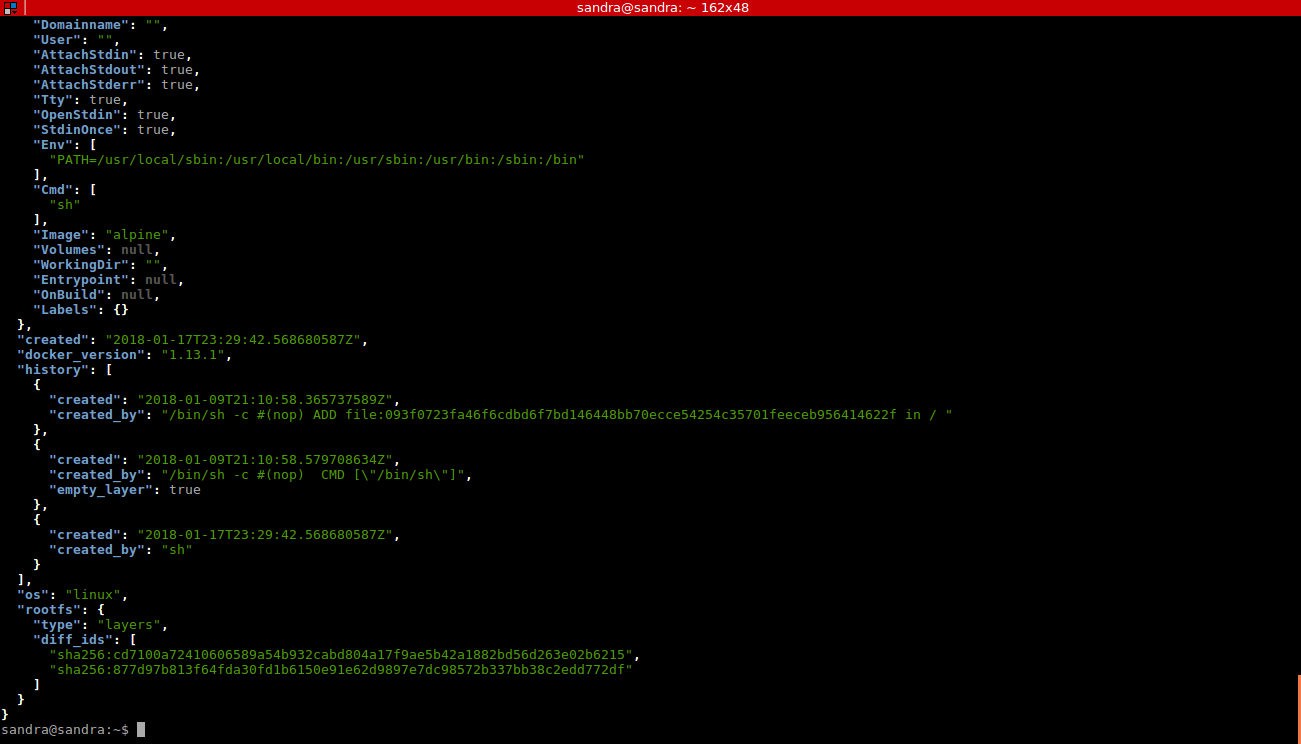 sandra@sandra: ~ 162x48
    "Domainname": "",
    "User": "",
    "AttachStdin": true,
    "AttachStdout": true,
    "AttachStderr": true,
    "Tty": true,
    "OpenStdin": true,
    "StdinOnce": true,
    "Env": [
      "PATH=/usr/local/sbin:/usr/local/bin:/usr/sbin:/usr/bin:/sbin:/bin"
    ],
    "Cmd": [
      "sh"
    ],
    "Image": "alpine",
    "Volumes": null,
    "WorkingDir": "",
    "Entrypoint": null,
    "OnBuild": null,
    "Labels": {}
  },
  "created": "2018-01-17T23:29:42.568680587Z",
  "docker_version": "1.13.1",
  "history": [
    {
      "created": "2018-01-09T21:10:58.365737589Z",
      "created_by": "/bin/sh -c #(nop) ADD file:093f0723fa46f6cdbd6f7bd146448bb70ecce54254c35701feeceb956414622f in / "
    },
    {
      "created": "2018-01-09T21:10:58.579708634Z",
      "created_by": "/bin/sh -c #(nop)  CMD [\"/bin/sh\"]",
      "empty_layer": true
    },
    {
      "created": "2018-01-17T23:29:42.568680587Z",
      "created_by": "sh"
    }
  ],
  "os": "linux",
  "rootfs": {
    "type": "layers",
    "diff_ids": [
      "sha256:cd7100a72410606589a54b932cabd804a17f9ae5b42a1882bd56d263e02b6215",
      "sha256:877d97b813f64fda30fd1b6150e91e62d9897e7dc98572b337bb38c2edd772df"
    ]
  }
}
sandra@sandra:~$